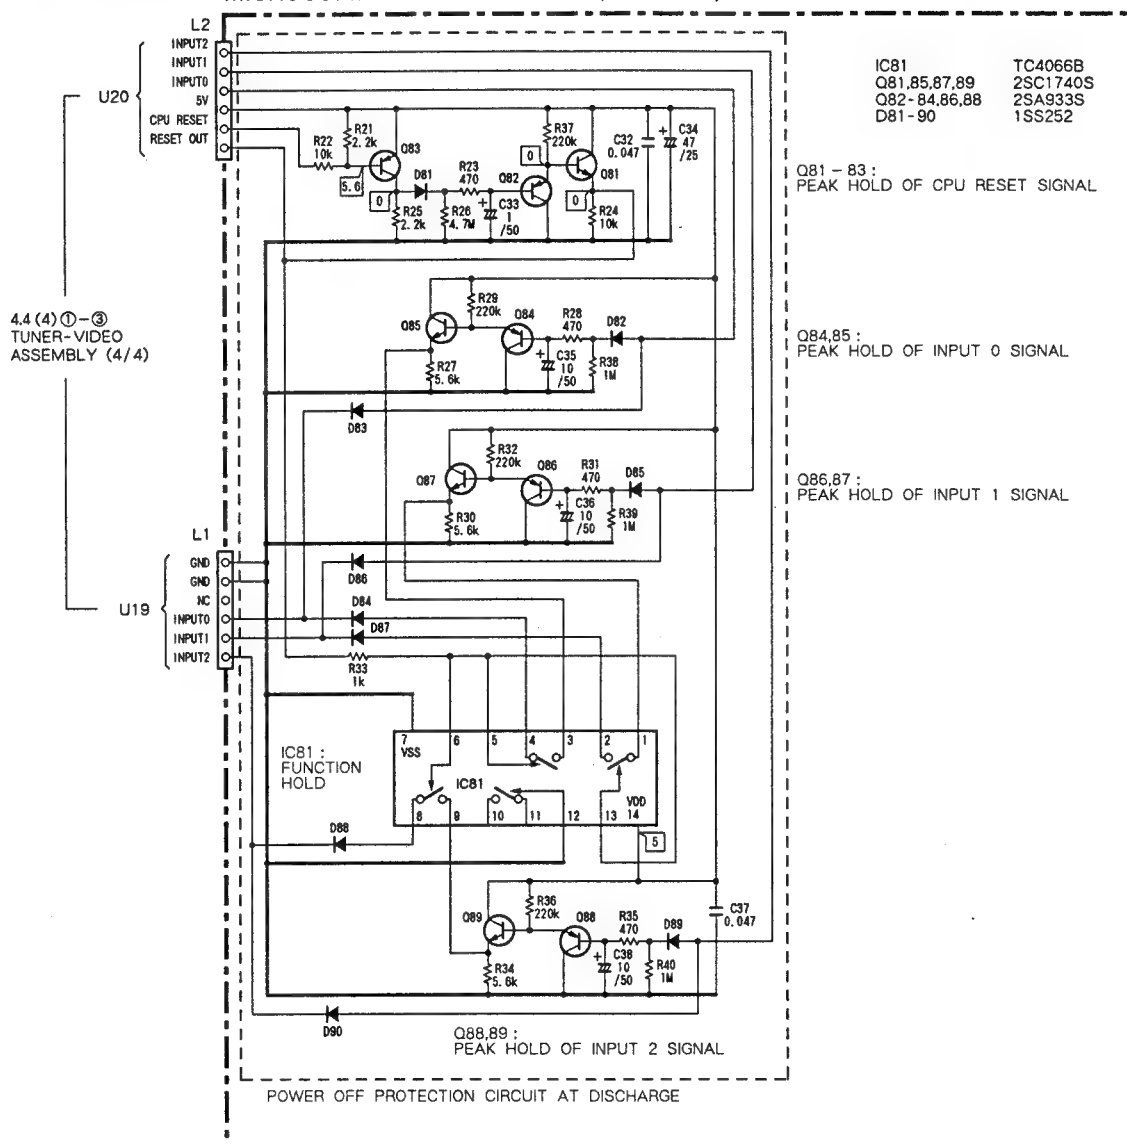 L2
INPUT2
INPUT1
INPUT0
5V
CPU RESET
RESET OUT
U20
IC81 TC4066B
Q81,85,87,89 2SC1740S
Q82-84,86,88 2SA933S
D81-90 1SS252
R22
10k
R21
2.2k
Q83
5.6
0
R25
2.2k
D81
R26
4.7M
R23
470
C33
1
/50
Q82
R37
220k
0
Q81
0
R24
10k
C32
0.047
C34
47
/25
Q81-83:
PEAK HOLD OF CPU RESET SIGNAL
4.4(4)①-③
TUNER-VIDEO
ASSEMBLY (4/4)
Q85
R29
220k
Q84
R28
470
D82
R27
5.6k
C35
10
/50
R38
1M
D83
Q84,85:
PEAK HOLD OF INPUT 0 SIGNAL
Q87
R32
220k
Q86
R31
470
D85
R30
5.6k
C36
10
/50
R39
1M
D86
Q86,87:
PEAK HOLD OF INPUT 1 SIGNAL
L1
GND
GND
NC
INPUT0
INPUT1
INPUT2
U19
D84
D87
R33
1k
IC81:
FUNCTION
HOLD
7 6 5 4 3 2 1
VSS
IC81
VDD
8 9 10 11 12 13 14
5
D88
Q89
R36
220k
Q88
R35
470
D89
C37
0.047
R34
5.6k
C38
10
/50
R40
1M
D90
Q88,89:
PEAK HOLD OF INPUT 2 SIGNAL
POWER OFF PROTECTION CIRCUIT AT DISCHARGE